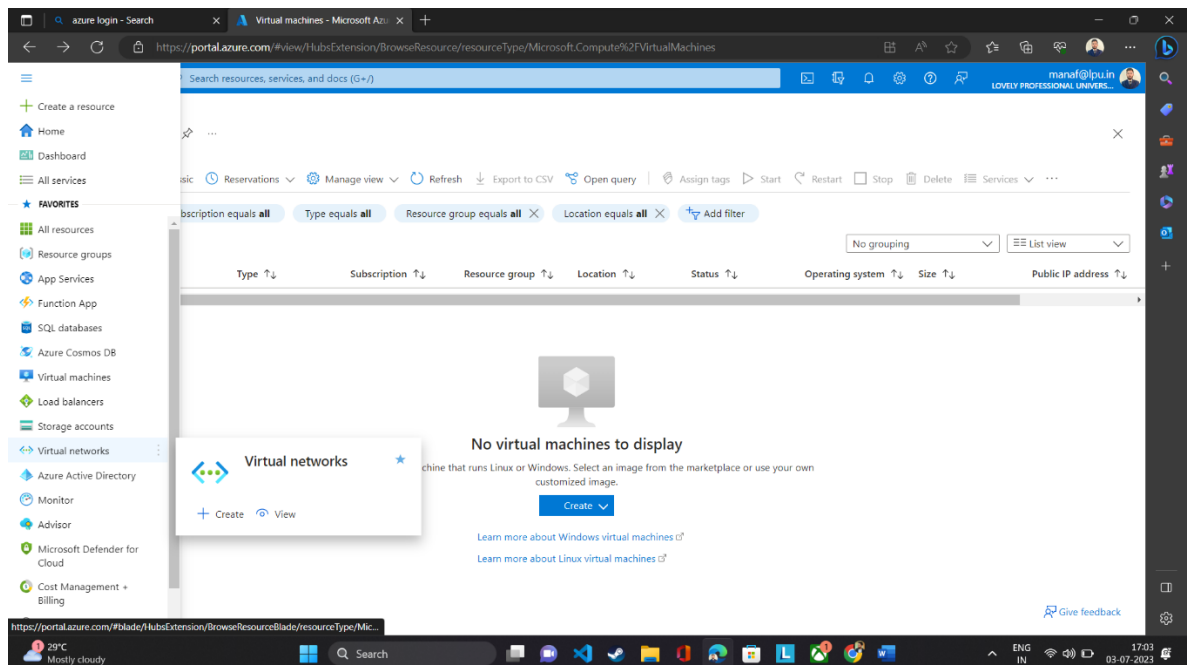 azure login - Search
Virtual machines - Microsoft Azu
https://portal.azure.com/#view/HubsExtension/BrowseResource/resourceType/Microsoft.Compute%2FVirtualMachines
Search resources, services, and docs (G+/)
manaf@lpu.in
LOVELY PROFESSIONAL UNIVERS...
Create a resource
Home
Dashboard
All services
FAVORITES
All resources
Resource groups
App Services
Function App
SQL databases
Azure Cosmos DB
Virtual machines
Load balancers
Storage accounts
Virtual networks
Azure Active Directory
Monitor
Advisor
Microsoft Defender for
Cloud
Cost Management +
Billing
...
sic Reservations Manage view Refresh Export to CSV Open query Assign tags Start Restart Stop Delete Services ...
bscription equals all Type equals all Resource group equals all Location equals all Add filter
No grouping List view
Type Subscription Resource group Location Status Operating system Size Public IP address
No virtual machines to display
chine that runs Linux or Windows. Select an image from the marketplace or use your own
customized image.
Create
Learn more about Windows virtual machines
Learn more about Linux virtual machines
Virtual networks
Create View
Give feedback
https://portal.azure.com/#blade/HubsExtension/BrowseResourceBlade/resourceType/Mic...
1
29°C
Mostly cloudy
Search
ENG
IN
17:03
03-07-2023